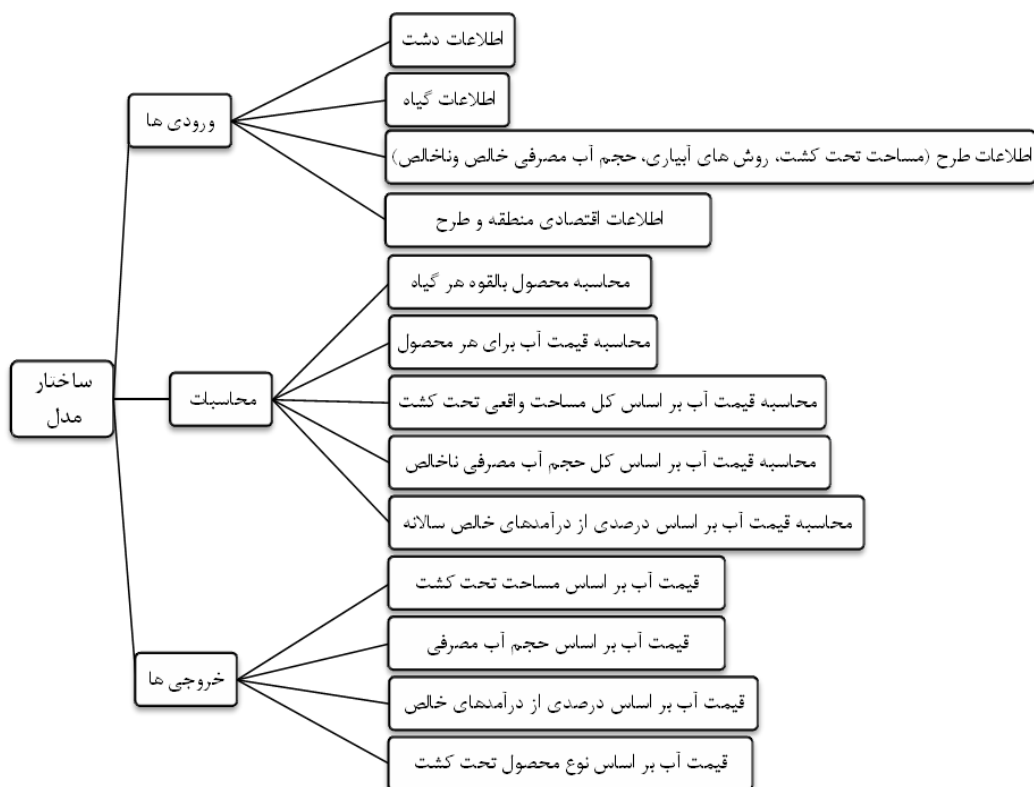 ساختار
مدل
ورودی ها
اطلاعات دشت
اطلاعات گیاه
اطلاعات طرح (مساحت تحت کشت، روش های آبیاری، حجم آب مصرفی خالص وناخالص)
اطلاعات اقتصادی منطقه و طرح
محاسبات
محاسبه محصول بالقوه هر گیاه
محاسبه قیمت آب برای هر محصول
محاسبه قیمت آب بر اساس کل مساحت واقعی تحت کشت
محاسبه قیمت آب بر اساس کل حجم آب مصرفی ناخالص
محاسبه قیمت آب بر اساس درصدی از درآمدهای خالص سالانه
خروجی ها
قیمت آب بر اساس مساحت تحت کشت
قیمت آب بر اساس حجم آب مصرفی
قیمت آب بر اساس درصدی از درآمدهای خالص
قیمت آب بر اساس نوع محصول تحت کشت